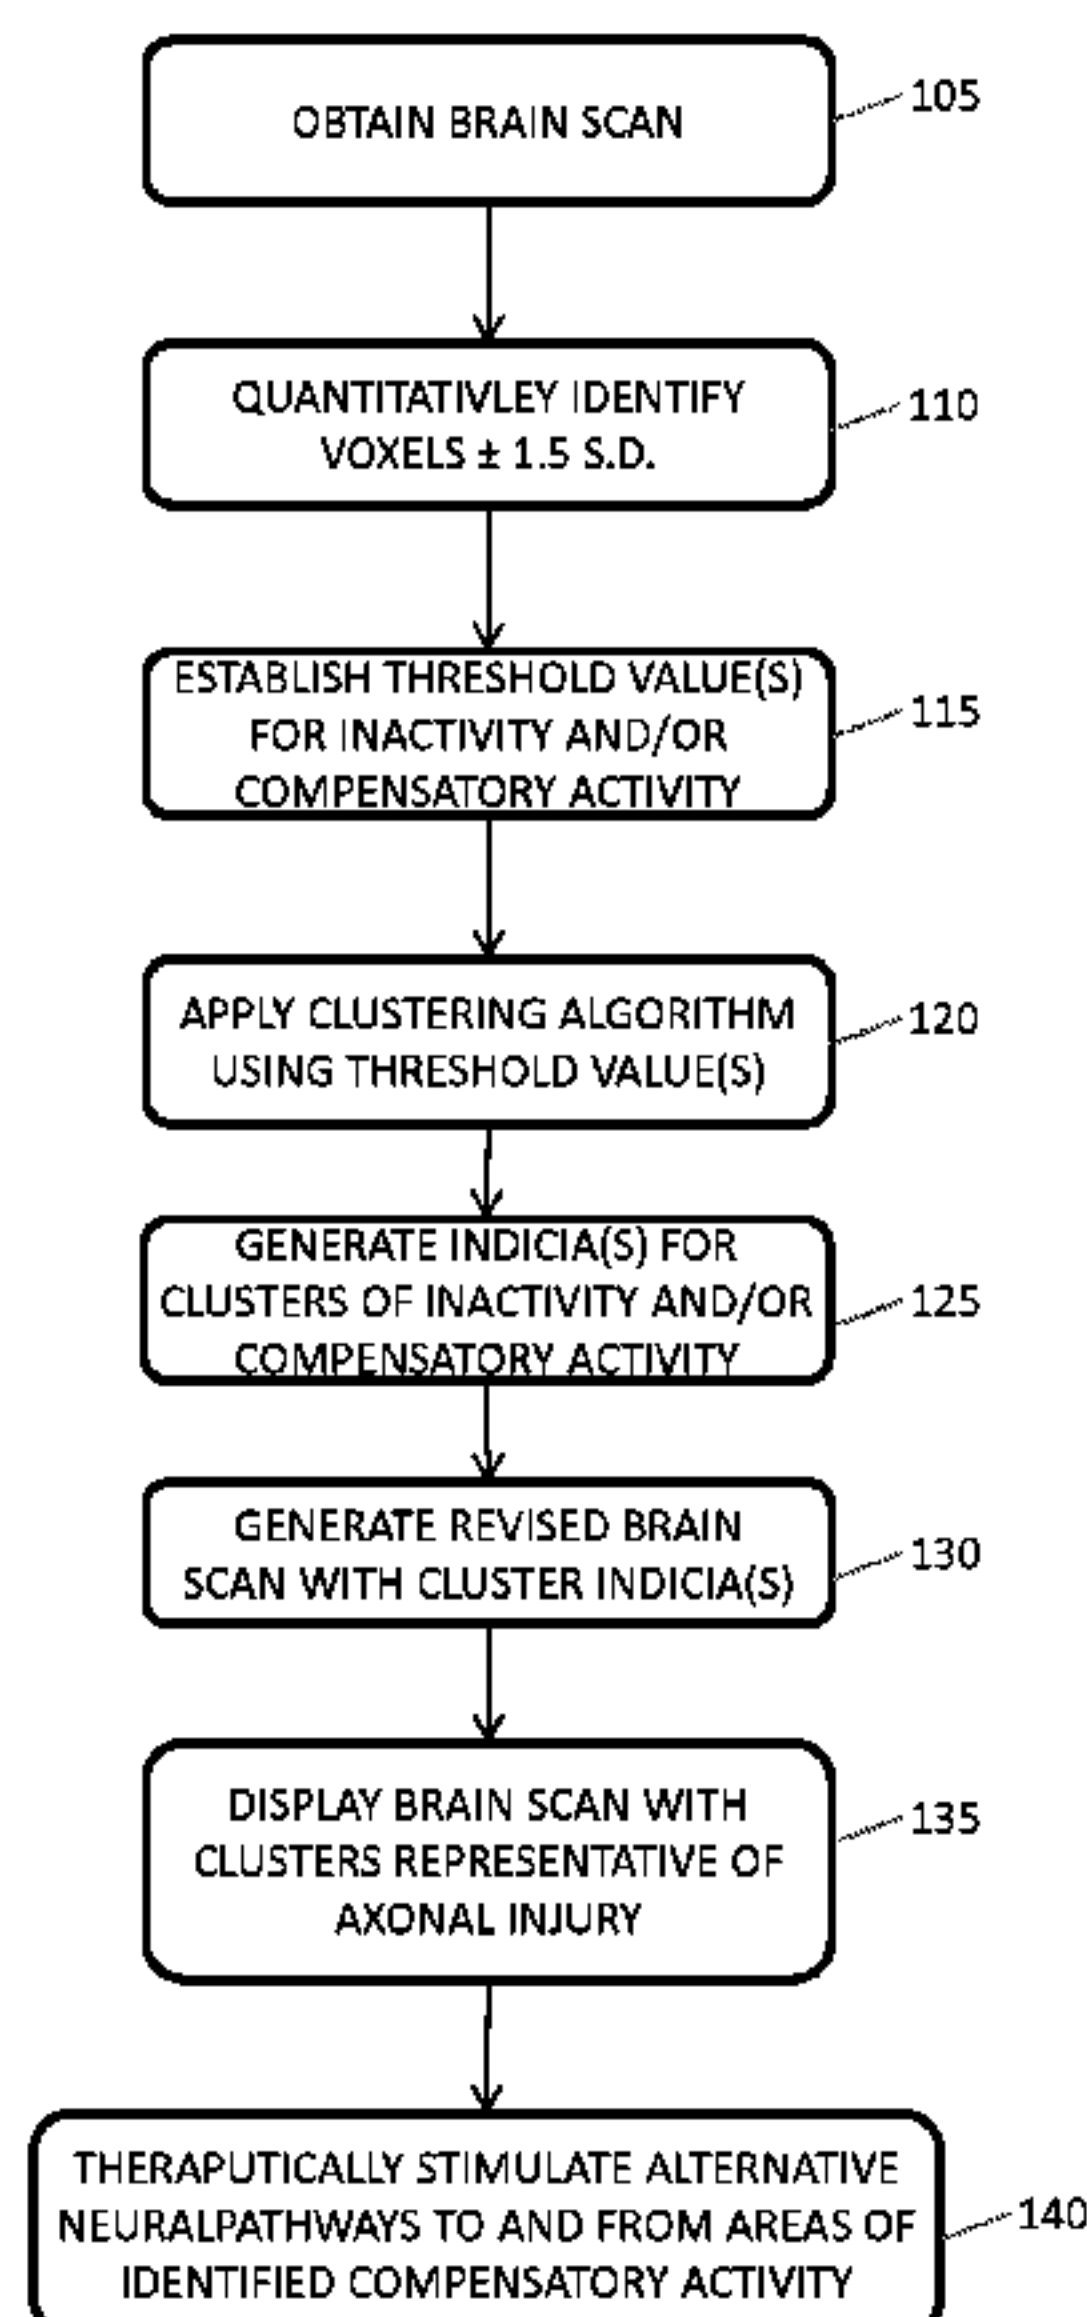 OBTAIN BRAIN SCAN
105
QUANTITATIVLEY IDENTIFY
VOXELS ± 1.5 S.D.
110
ESTABLISH THRESHOLD VALUE(S)
FOR INACTIVITY AND/OR
COMPENSATORY ACTIVITY
115
APPLY CLUSTERING ALGORITHM
USING THRESHOLD VALUE(S)
120
GENERATE INDICIA(S) FOR
CLUSTERS OF INACTIVITY AND/OR
COMPENSATORY ACTIVITY
125
GENERATE REVISED BRAIN
SCAN WITH CLUSTER INDICIA(S)
130
DISPLAY BRAIN SCAN WITH
CLUSTERS REPRESENTATIVE OF
AXONAL INJURY
135
THERAPUTICALLY STIMULATE ALTERNATIVE
NEURALPATHWAYS TO AND FROM AREAS OF
IDENTIFIED COMPENSATORY ACTIVITY
140